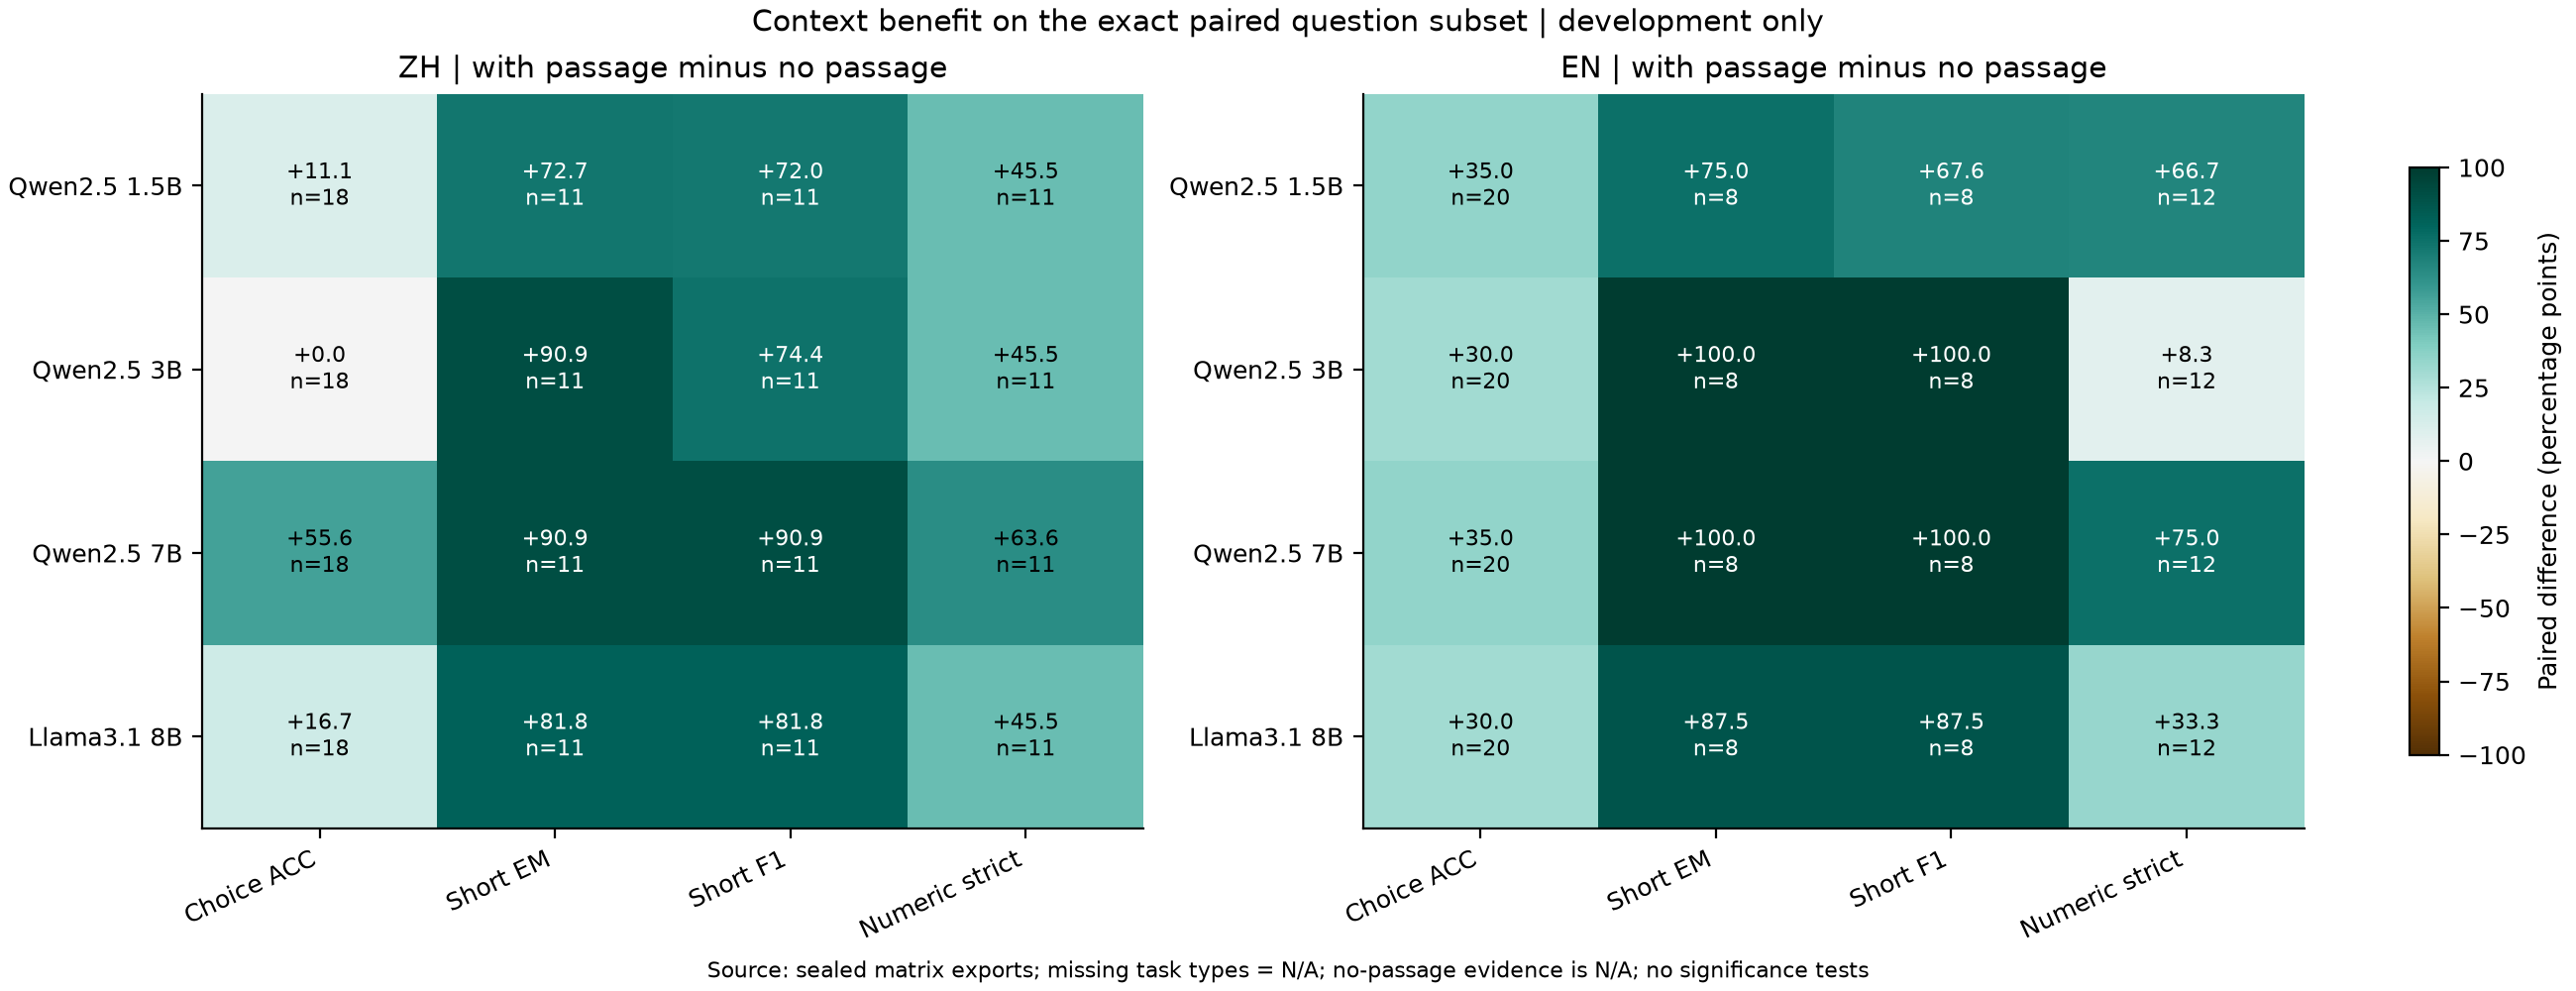 Context benefit on the exact paired question subset | development only
ZH | with passage minus no passage
Qwen2.5 1.5B
+11.1
n=18
+72.7
n=11
+72.0
n=11
+45.5
n=11
Qwen2.5 3B
+0.0
n=18
+90.9
n=11
+74.4
n=11
+45.5
n=11
Qwen2.5 7B
+55.6
n=18
+90.9
n=11
+90.9
n=11
+63.6
n=11
Llama3.1 8B
+16.7
n=18
+81.8
n=11
+81.8
n=11
+45.5
n=11
Choice ACC
Short EM
Short F1
Numeric strict
EN | with passage minus no passage
Qwen2.5 1.5B
+35.0
n=20
+75.0
n=8
+67.6
n=8
+66.7
n=12
Qwen2.5 3B
+30.0
n=20
+100.0
n=8
+100.0
n=8
+8.3
n=12
Qwen2.5 7B
+35.0
n=20
+100.0
n=8
+100.0
n=8
+75.0
n=12
Llama3.1 8B
+30.0
n=20
+87.5
n=8
+87.5
n=8
+33.3
n=12
Choice ACC
Short EM
Short F1
Numeric strict
100
75
50
25
0
−25
−50
−75
−100
Paired difference (percentage points)
Source: sealed matrix exports; missing task types = N/A; no-passage evidence is N/A; no significance tests